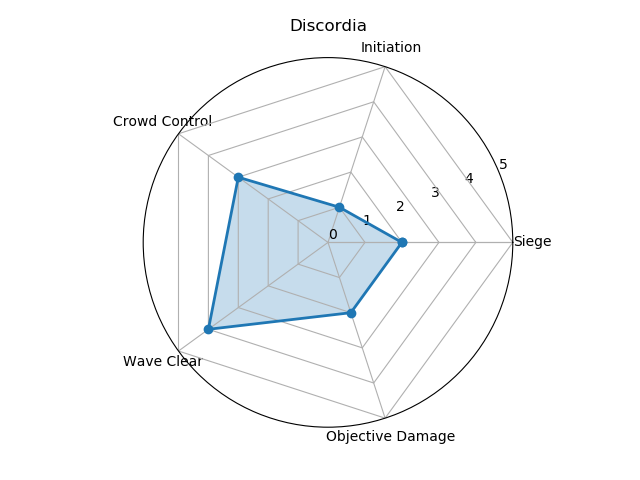 Discordia
Initiation
Crowd Control
5
4
3
2
1
0
Siege
Wave Clear
Objective Damage